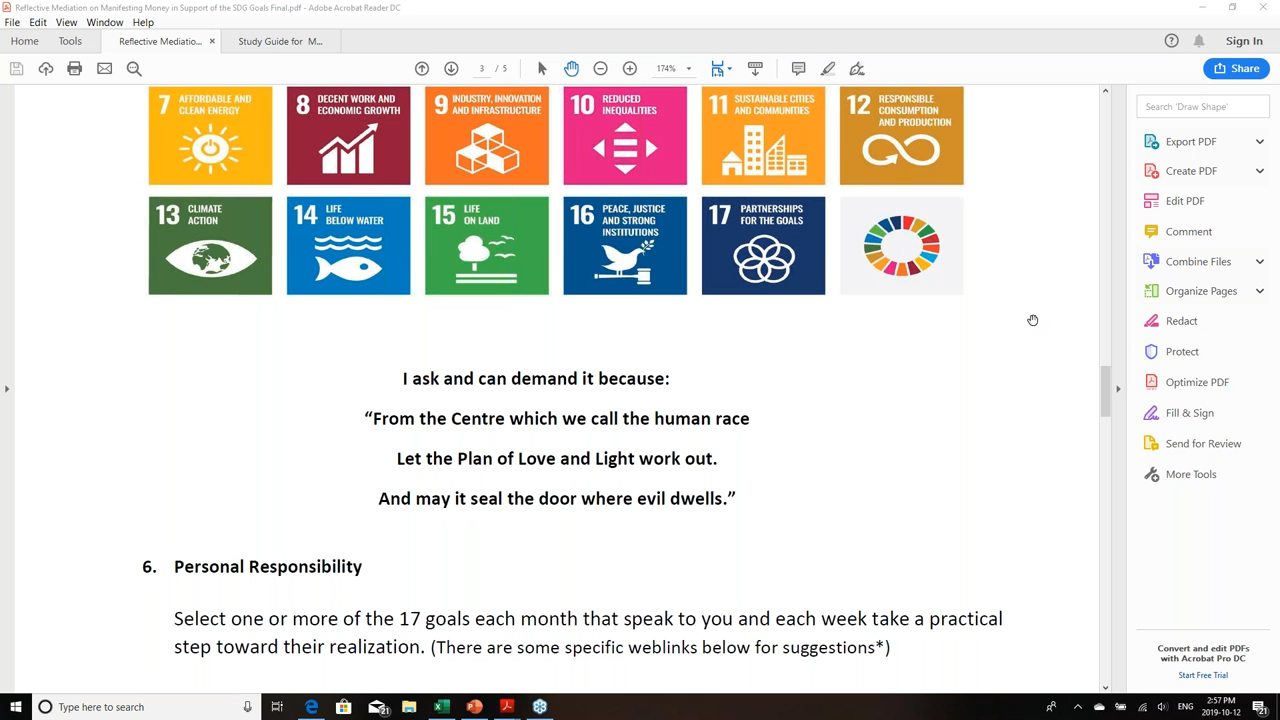 Reflective Mediation on Manifesting Money in Support of the SDG Goals Final.pdf - Adobe Acrobat Reader DC
File Edit View Window Help
Home Tools Reflective Mediatio... × Study Guide for M... Sign In
3 / 5 174% Share
7 AFFORDABLE AND CLEAN ENERGY
8 DECENT WORK AND ECONOMIC GROWTH
9 INDUSTRY, INNOVATION AND INFRASTRUCTURE
10 REDUCED INEQUALITIES
11 SUSTAINABLE CITIES AND COMMUNITIES
12 RESPONSIBLE CONSUMPTION AND PRODUCTION
13 CLIMATE ACTION
14 LIFE BELOW WATER
15 LIFE ON LAND
16 PEACE, JUSTICE AND STRONG INSTITUTIONS
17 PARTNERSHIPS FOR THE GOALS
I ask and can demand it because:
“From the Centre which we call the human race
Let the Plan of Love and Light work out.
And may it seal the door where evil dwells.”
6. Personal Responsibility
Select one or more of the 17 goals each month that speak to you and each week take a practical
step toward their realization. (There are some specific weblinks below for suggestions*)
Search 'Draw Shape'
Export PDF
Create PDF
Edit PDF
Comment
Combine Files
Organize Pages
Redact
Protect
Optimize PDF
Fill & Sign
Send for Review
More Tools
Convert and edit PDFs
with Acrobat Pro DC
Start Free Trial
Type here to search
21
ENG
2:57 PM
2019-10-12
21